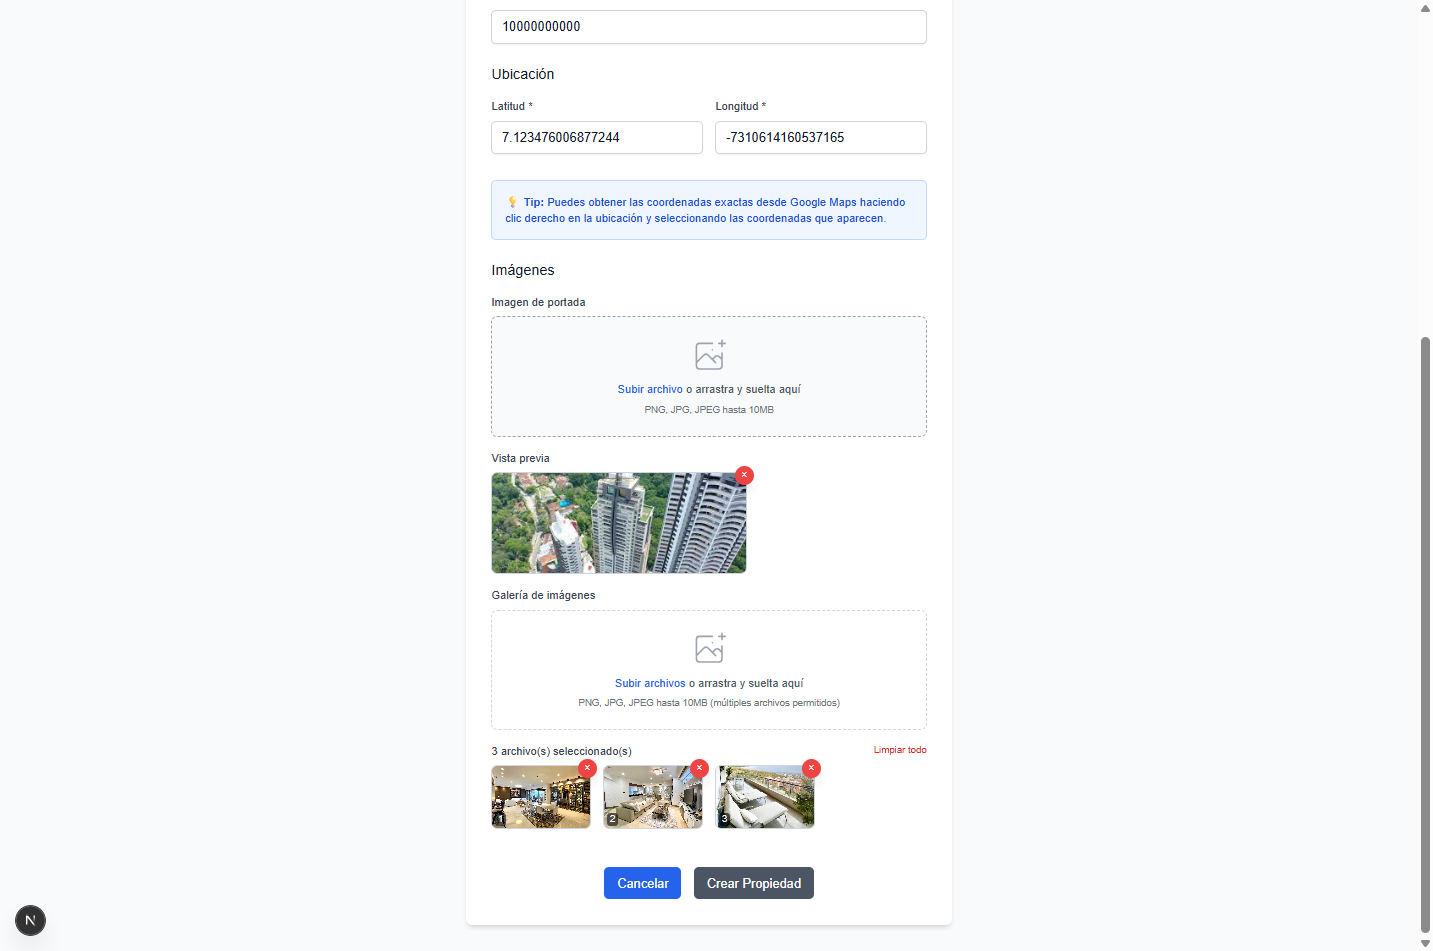 10000000000
Ubicación
Latitud *
Longitud *
7.123476006877244
-7310614160537165
Tip: Puedes obtener las coordenadas exactas desde Google Maps haciendo
clic derecho en la ubicación y seleccionando las coordenadas que aparecen.
Imágenes
Imagen de portada
Subir archivo o arrastra y suelta aquí
PNG, JPG, JPEG hasta 10MB
Vista previa
×
Galería de imágenes
Subir archivos o arrastra y suelta aquí
PNG, JPG, JPEG hasta 10MB (múltiples archivos permitidos)
3 archivo(s) seleccionado(s)
Limpiar todo
×
×
×
1
2
3
Cancelar
Crear Propiedad
N